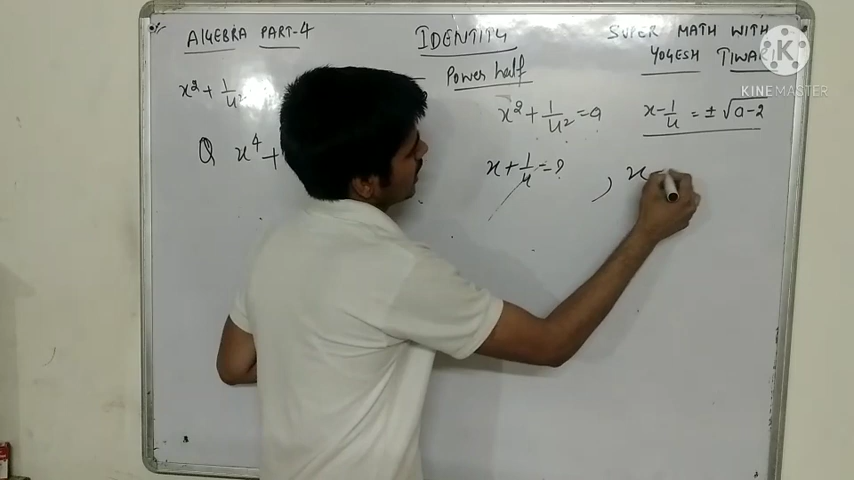 ALGEBRA PART-4
IDENTITY
SUPER MATH WITH
YOGESH TIWARI
Power half
KINEMASTER
x² + 1/x²
x² + 1/x² = a
x - 1/x = ± √a-2
Q x⁴ +
x + 1/x = ?
, x